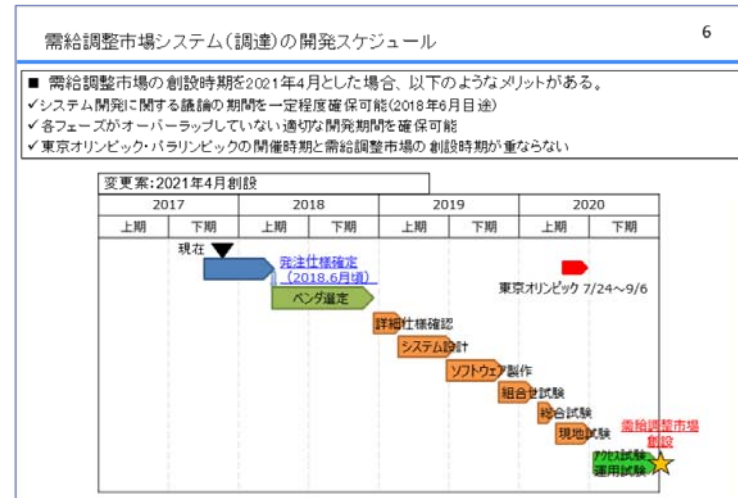 需給調整市場システム(調達)の開発スケジュール
6
■ 需給調整市場の創設時期を2021年4月とした場合、以下のようなメリットがある。
✓システム開発に関する議論の期間を一定程度確保可能(2018年6月目途)
✓各フェーズがオーバーラップしていない適切な開発期間を確保可能
✓東京オリンピック・パラリンピックの開催時期と需給調整市場の創設時期が重ならない
変更案:2021年4月創設
2017 2018 2019 2020
上期 下期 上期 下期 上期 下期 上期 下期
現在
発注仕様確定
(2018.6月頃)
ベンダ選定
東京オリンピック 7/24~9/6
詳細仕様確認
システム設計
ソフトウェア製作
組合せ試験
総合試験
現地試験
需給調整市場
創設
アクセス試験
運用試験